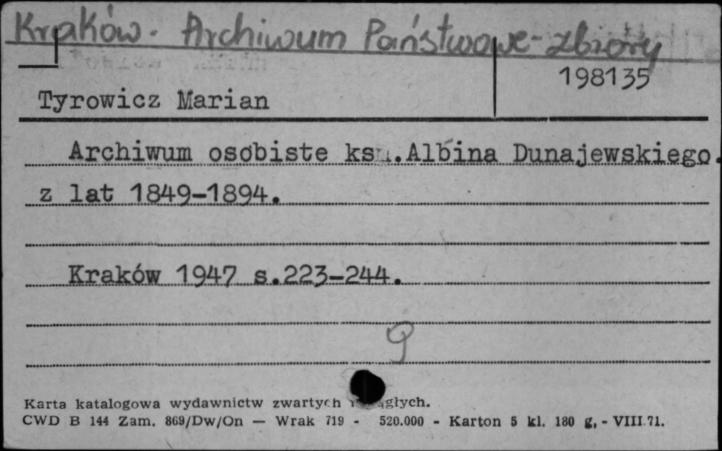 Kraków. Archiwum Państwowe - zbiory
198135
Tyrowicz Marian
Archiwum osobiste ks. Albina Dunajewskiego.
z lat 1849-1894.
Kraków 1947 s.223-244.
9
Karta katalogowa wydawnictw zwartych
CWD B 144 Zam. 869/Dw/On — Wrak 719 - 520.000 - Karton 5 kl. 180 g, - VIII.71.